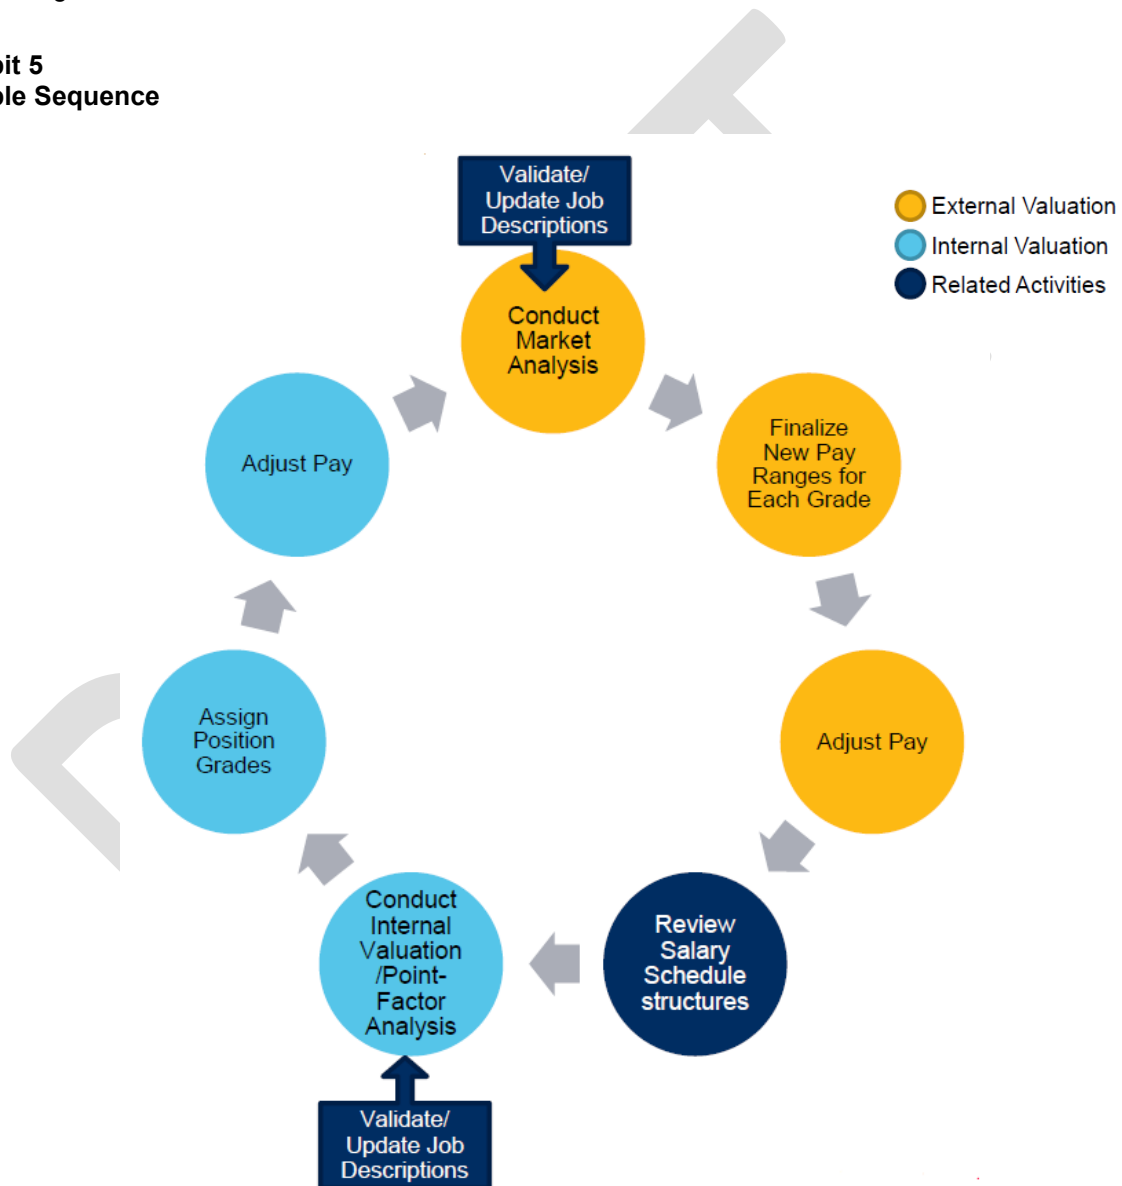 bit 5
ble Sequence
Validate/
Update Job
Descriptions
External Valuation
Internal Valuation
Related Activities
Conduct
Market
Analysis
Finalize
New Pay
Ranges for
Each Grade
Adjust Pay
Adjust Pay
Assign
Position
Grades
Conduct
Internal
Valuation
/Point-
Factor
Analysis
Review
Salary
Schedule
structures
Validate/
Update Job
Descriptions